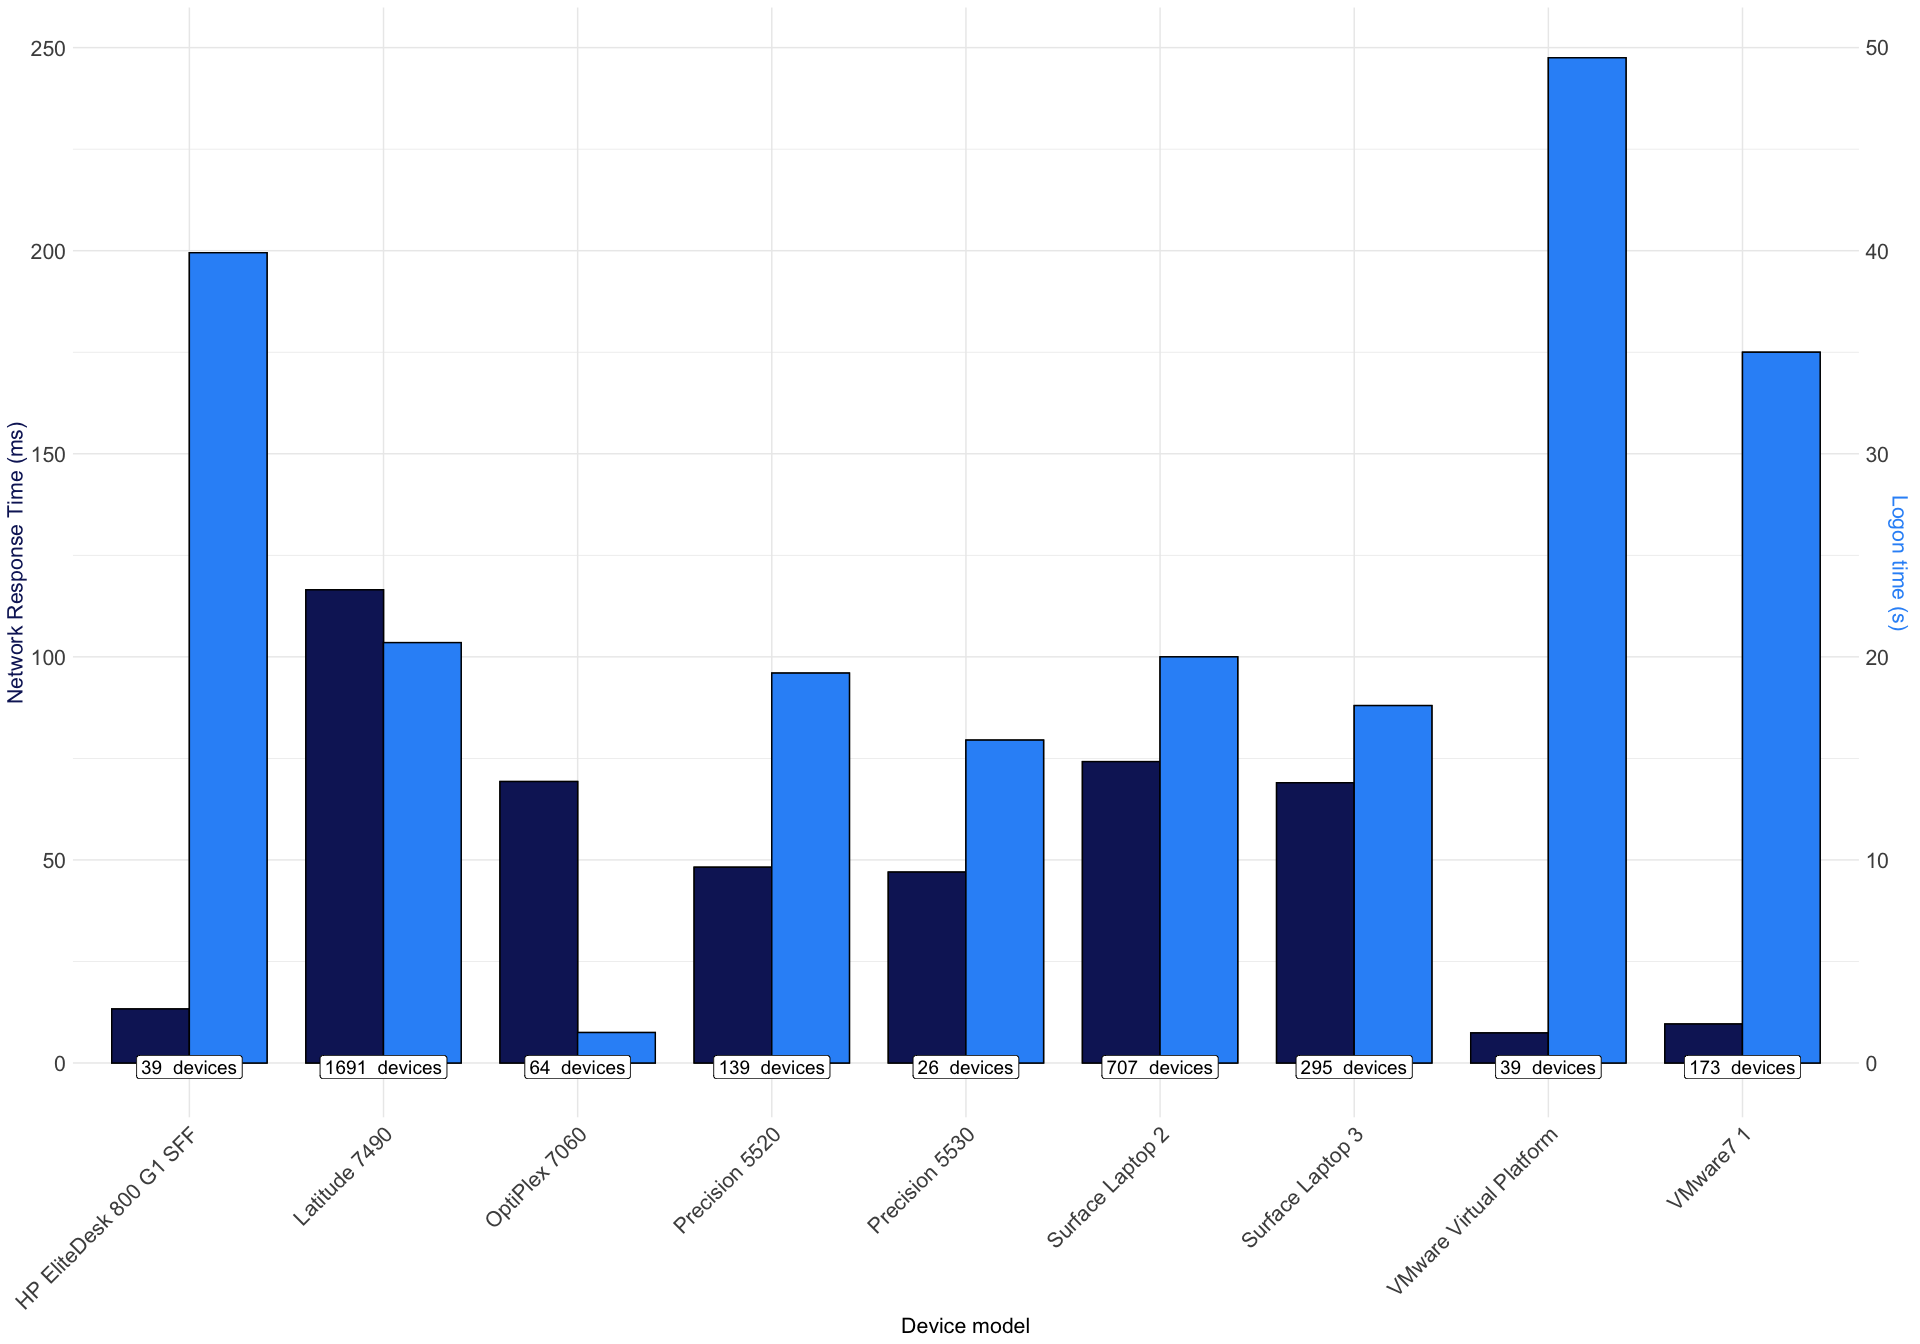 250
200
150
100
50
0
Network Response Time (ms)
50
40
30
20
10
0
Logon time (s)
39 devices
1691 devices
64 devices
139 devices
26 devices
707 devices
295 devices
39 devices
173 devices
HP EliteDesk 800 G1 SFF
Latitude 7490
OptiPlex 7060
Precision 5520
Precision 5530
Surface Laptop 2
Surface Laptop 3
VMware Virtual Platform
VMware7 1
Device model